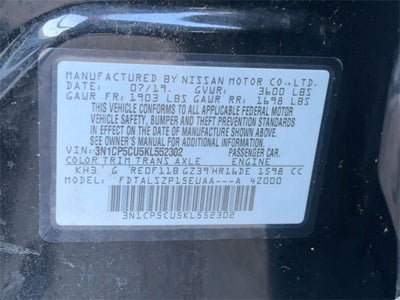 MANUFACTURED BY NISSAN MOTOR CO., LTD.
DATE: 07/19. GVWR: 3600 LBS
GAWR FR: 1903 LBS GAWR RR: 1698 LBS
THIS VEHICLE CONFORMS TO ALL
APPLICABLE FEDERAL MOTOR
VEHICLE SAFETY, BUMPER AND
THEFT PREVENTION STANDARDS
IN EFFECT ON THE DATE OF
MANUFACTURE SHOWN ABOVE.
SEE OWNERS MANUAL FOR
ADDITIONAL INFORMATION.
VIN: 3N1CP5CU5KL552302 PASSENGER CAR.
COLOR TRIM TRANS AXLE ENGINE
KH3 G RE0F11B GZ39 HR16DE 1598 CC
FDTALSZP15EUAA---A 4Z000
3N1CP5CU5KL552302